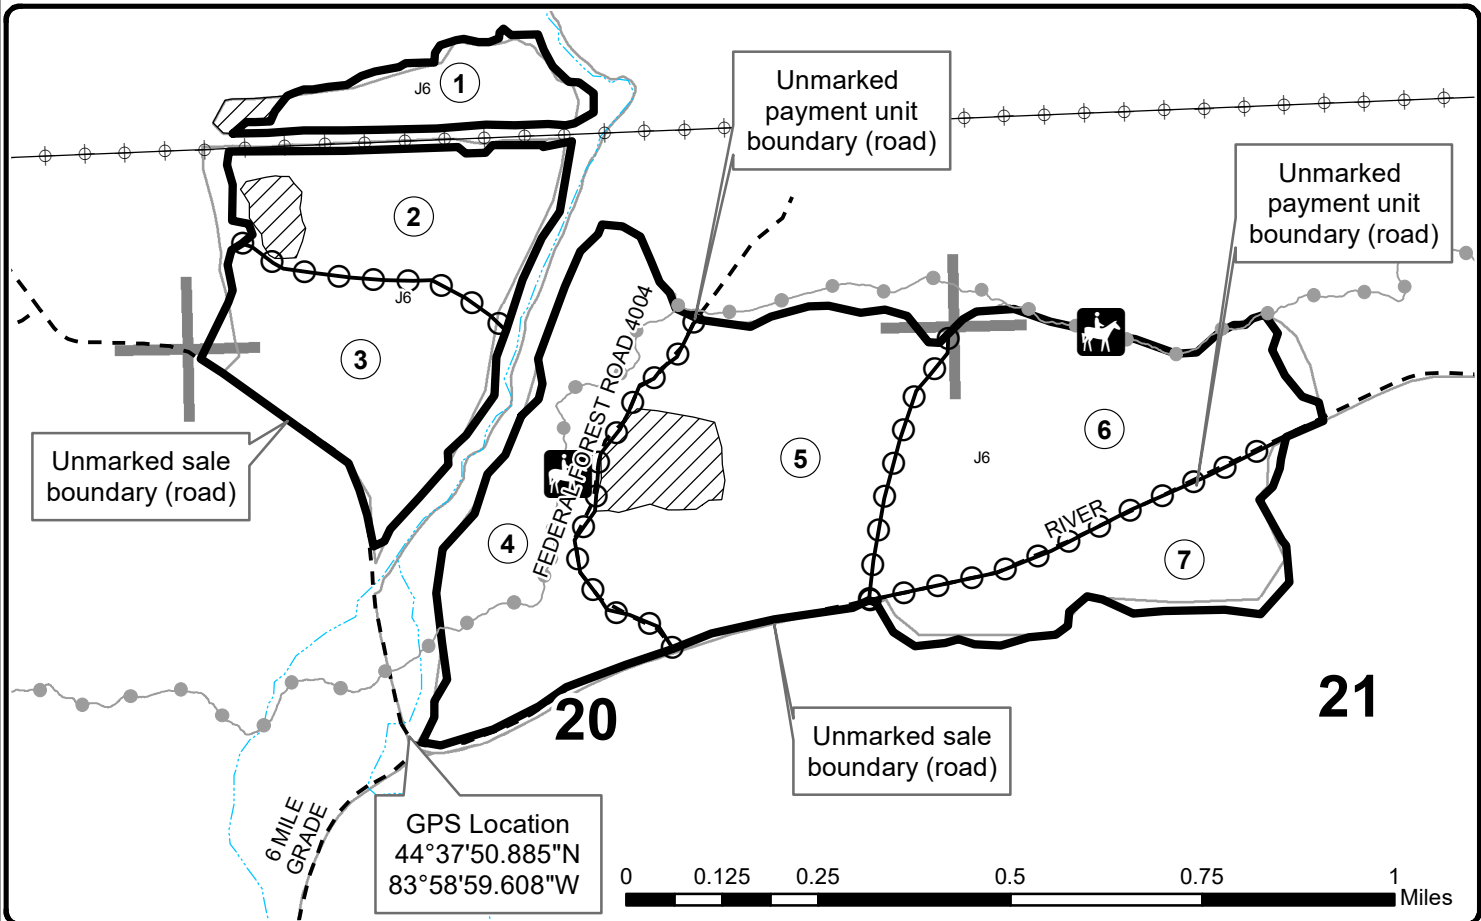 J6
1
Unmarked
payment unit
boundary (road)
Unmarked
payment unit
boundary (road)
2
J6
3
FEDERAL FOREST ROAD 4004
Unmarked sale
boundary (road)
5
6
J6
4
RIVER
7
20
21
Unmarked sale
boundary (road)
6 MILE
GRADE
GPS Location
44°37'50.885"N
83°58'59.608"W
0 0.125 0.25 0.5 0.75 1
Miles